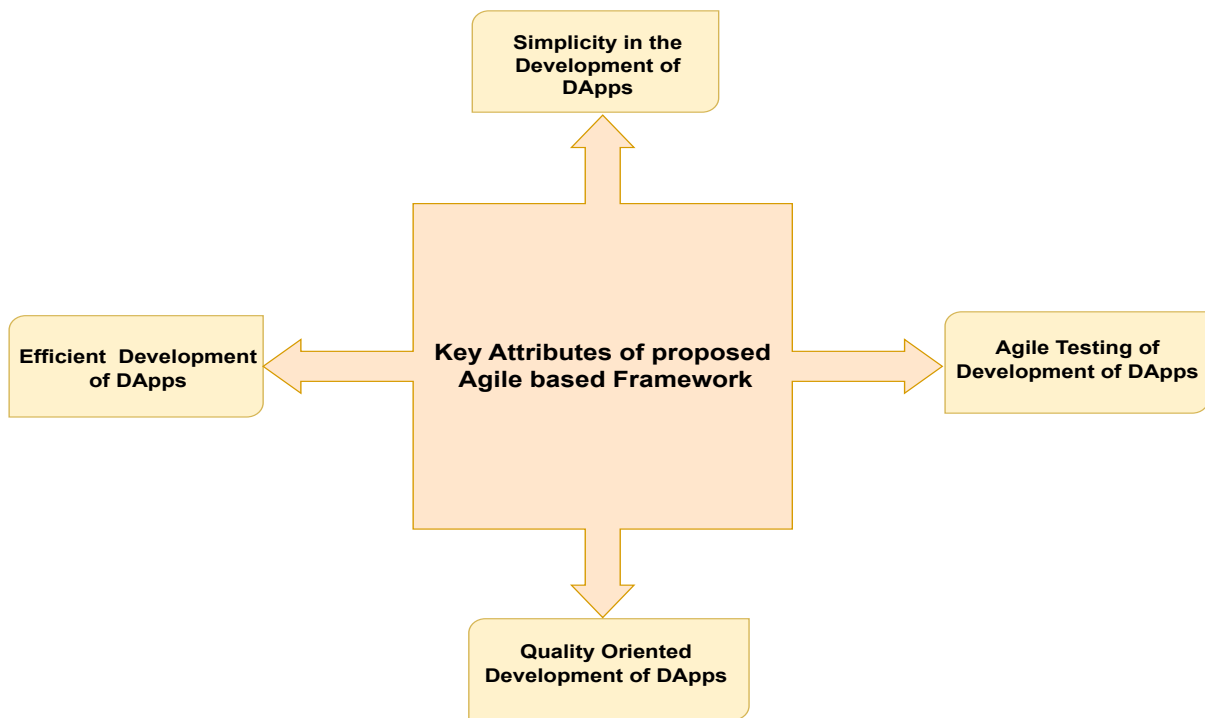 Simplicity in the
Development of
DApps
Efficient Development
of DApps
Key Attributes of proposed
Agile based Framework
Agile Testing of
Development of DApps
Quality Oriented
Development of DApps